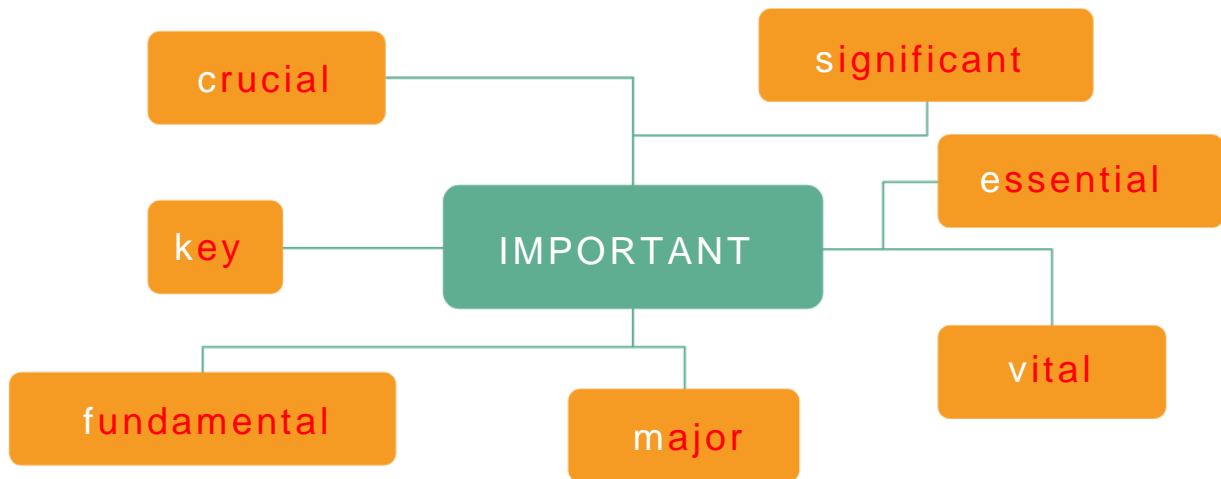 significant
crucial
essential
key
IMPORTANT
vital
fundamental
major